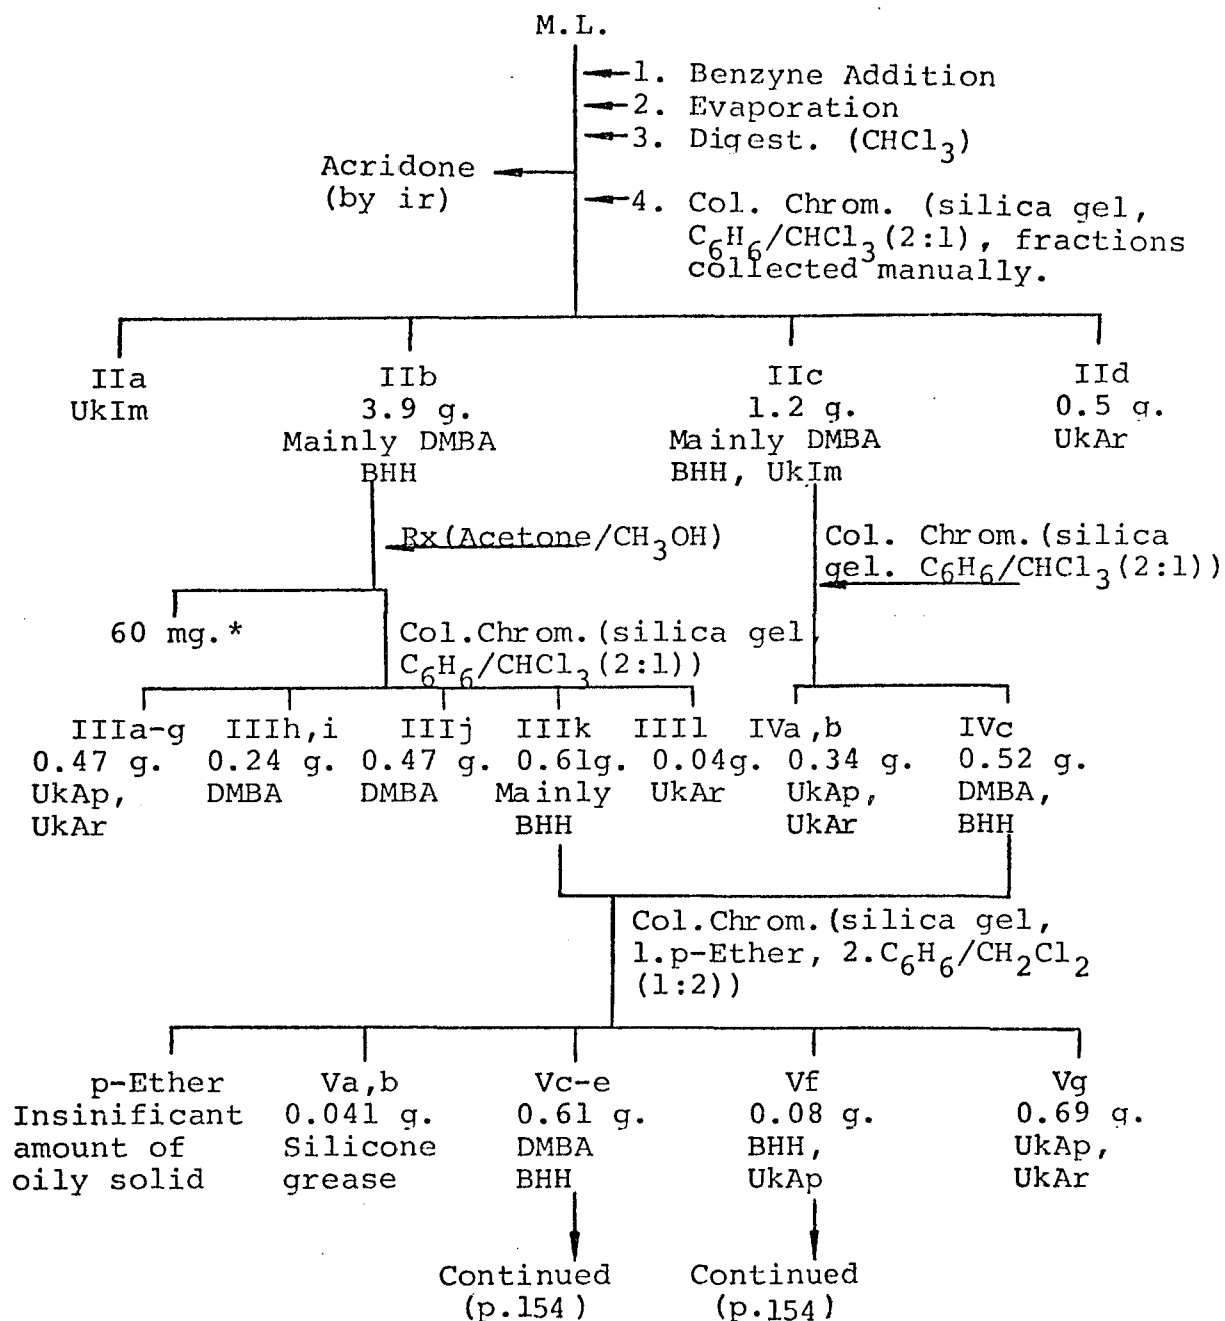 M.L.
1. Benzyne Addition
2. Evaporation
3. Digest. (CHCl3)
Acridone
(by ir)
4. Col. Chrom. (silica gel,
C6H6/CHCl3(2:1), fractions
collected manually.
IIa
UkIm
IIb
3.9 g.
Mainly DMBA
BHH
IIc
1.2 g.
Mainly DMBA
BHH, UkIm
IId
0.5 g.
UkAr
Rx(Acetone/CH3OH)
Col. Chrom.(silica
gel. C6H6/CHCl3(2:1))
60 mg.*
Col.Chrom.(silica gel,
C6H6/CHCl3(2:1))
IIIa-g
0.47 g.
UkAp,
UkAr
IIIh,i
0.24 g.
DMBA
IIIj
0.47 g.
DMBA
IIIk
0.61g.
Mainly
BHH
IIIl
0.04g.
UkAr
IVa,b
0.34 g.
UkAp,
UkAr
IVc
0.52 g.
DMBA,
BHH
Col.Chrom.(silica gel,
1.p-Ether, 2.C6H6/CH2Cl2
(1:2))
p-Ether
Insinificant
amount of
oily solid
Va,b
0.041 g.
Silicone
grease
Vc-e
0.61 g.
DMBA
BHH
Vf
0.08 g.
BHH,
UkAp
Vg
0.69 g.
UkAp,
UkAr
Continued
(p.154)
Continued
(p.154)